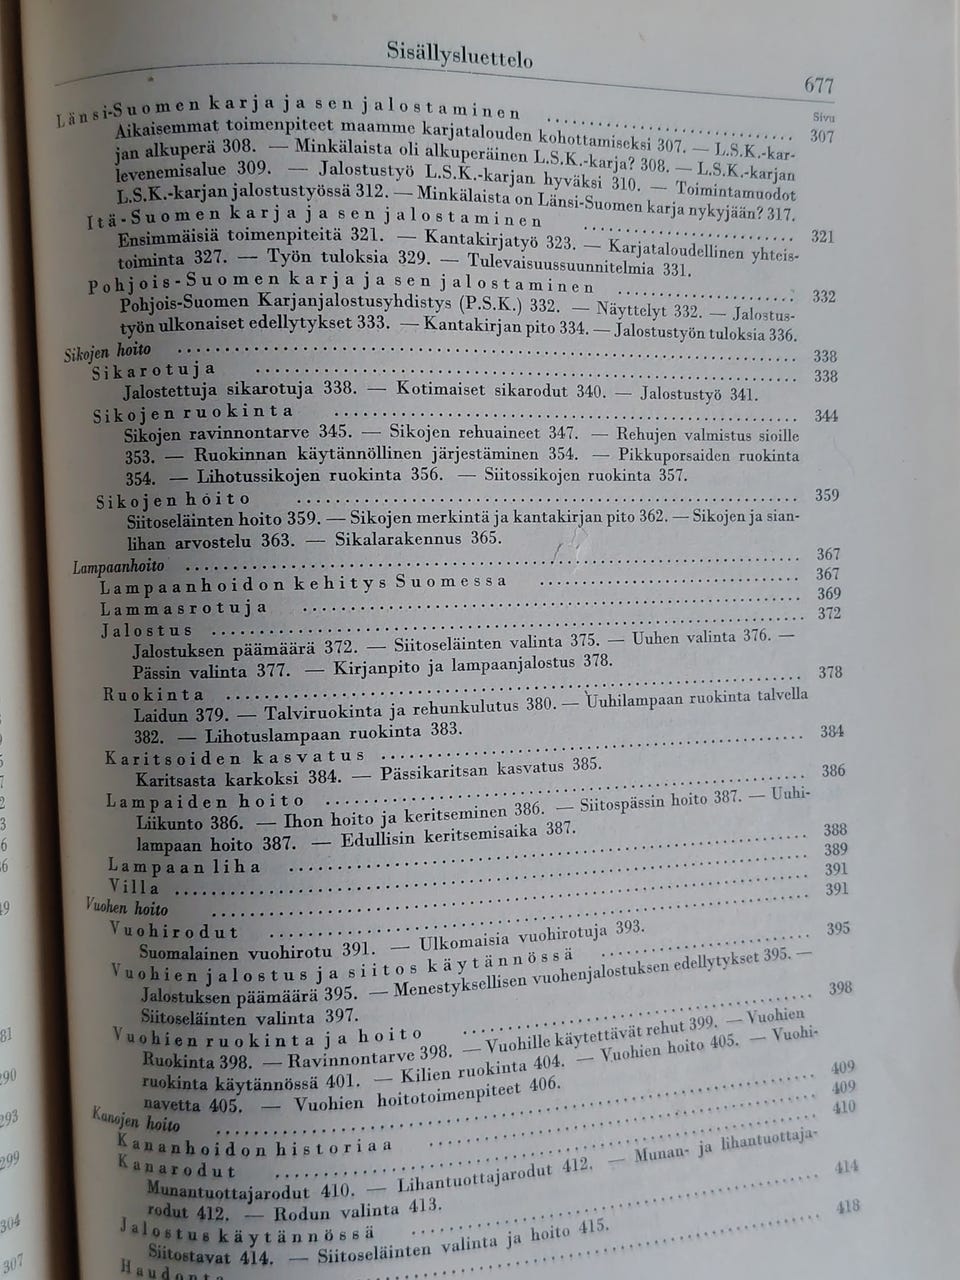 Sisällysluettelo
677
Sivu
Länsi-Suomen karja ja sen jalostaminen .......... 307
Aikaisemmat toimenpiteet maamme karjatalouden kohottamiseksi 307. — L.S.K.-kar-
jan alkuperä 308. — Minkälaista oli alkuperäinen L.S.K.-karja? 308. — L.S.K.-karjan
levenemisalue 309. — Jalostustyö L.S.K.-karjan hyväksi 310. — Toimintamuodot
L.S.K.-karjan jalostustyössä 312. — Minkälaista on Länsi-Suomen karja nykyjään? 317.
Itä-Suomen karja ja sen jalostaminen .......... 321
Ensimmäisiä toimenpiteitä 321. — Kantakirjatyö 323. — Karjataloudellinen yhteis-
toiminta 327. — Työn tuloksia 329. — Tulevaisuussuunnitelmia 331.
Pohjois-Suomen karja ja sen jalostaminen .......... 332
Pohjois-Suomen Karjanjalostusyhdistys (P.S.K.) 332. — Näyttelyt 332. — Jalostus-
työn ulkonaiset edellytykset 333. — Kantakirjan pito 334. — Jalostustyön tuloksia 336.
Sikojen hoito .......... 338
Sikarotuja .......... 338
Jalostettuja sikarotuja 338. — Kotimaiset sikarodut 340. — Jalostustyö 341.
Sikojen ruokinta .......... 344
Sikojen ravinnontarve 345. — Sikojen rehuaineet 347. — Rehujen valmistus sioille
353. — Ruokinnan käytännöllinen järjestäminen 354. — Pikkuporsaiden ruokinta
354. — Lihotussikojen ruokinta 356. — Siitossikojen ruokinta 357.
Sikojen hoito .......... 359
Siitoseläinten hoito 359. — Sikojen merkintä ja kantakirjan pito 362. — Sikojen ja sian-
lihan arvostelu 363. — Sikalarakennus 365.
Lampaanhoito .......... 367
Lampaanhoidon kehitys Suomessa .......... 367
Lammasrotuja .......... 369
Jalostus .......... 372
Jalostuksen päämäärä 372. — Siitoseläinten valinta 375. — Uuhen valinta 376. —
Pässin valinta 377. — Kirjanpito ja lampaanjalostus 378.
Ruokinta .......... 378
Laidun 379. — Talviruokinta ja rehunkulutus 380. — Uuhilampaan ruokinta talvella
382. — Lihotuslampaan ruokinta 383.
Karitsoiden kasvatus .......... 384
Karitsasta karkoksi 384. — Pässikaritsan kasvatus 385.
Lampaiden hoito .......... 386
Liikunto 386. — Ihon hoito ja keritseminen 386. — Siitospässin hoito 387. — Uuhi-
lampaan hoito 387. — Edullisin keritsemisaika 387.
Lampaan liha .......... 388
Villa .......... 389
Vuohen hoito .......... 391
Vuohirodut .......... 391
Suomalainen vuohirotu 391. — Ulkomaisia vuohirotuja 393.
Vuohien jalostus ja siitos käytännössä .......... 395
Jalostuksen päämäärä 395. — Menestyksellisen vuohenjalostuksen edellytykset 395. —
Siitoseläinten valinta 397.
Vuohien ruokinta ja hoito .......... 398
Ruokinta 398. — Ravinnontarve 398. — Vuohille käytettävät rehut 399. — Vuohien
ruokinta käytännössä 401. — Kilien ruokinta 404. — Vuohien hoito 405. — Vuohi-
navetta 405. — Vuohien hoitotoimenpiteet 406.
Kanojen hoito .......... 409
Kananhoidon historiaa .......... 409
Kanarodut .......... 410
Munantuottajarodut 410. — Lihantuottajarodut 412. — Munan- ja lihantuottaja-
rodut 412. — Rodun valinta 413.
Jalostus käytännössä .......... 414
Siitostavat 414. — Siitoseläinten valinta ja hoito 415.
Haudonta .......... 418
81
290
293
299
304
307